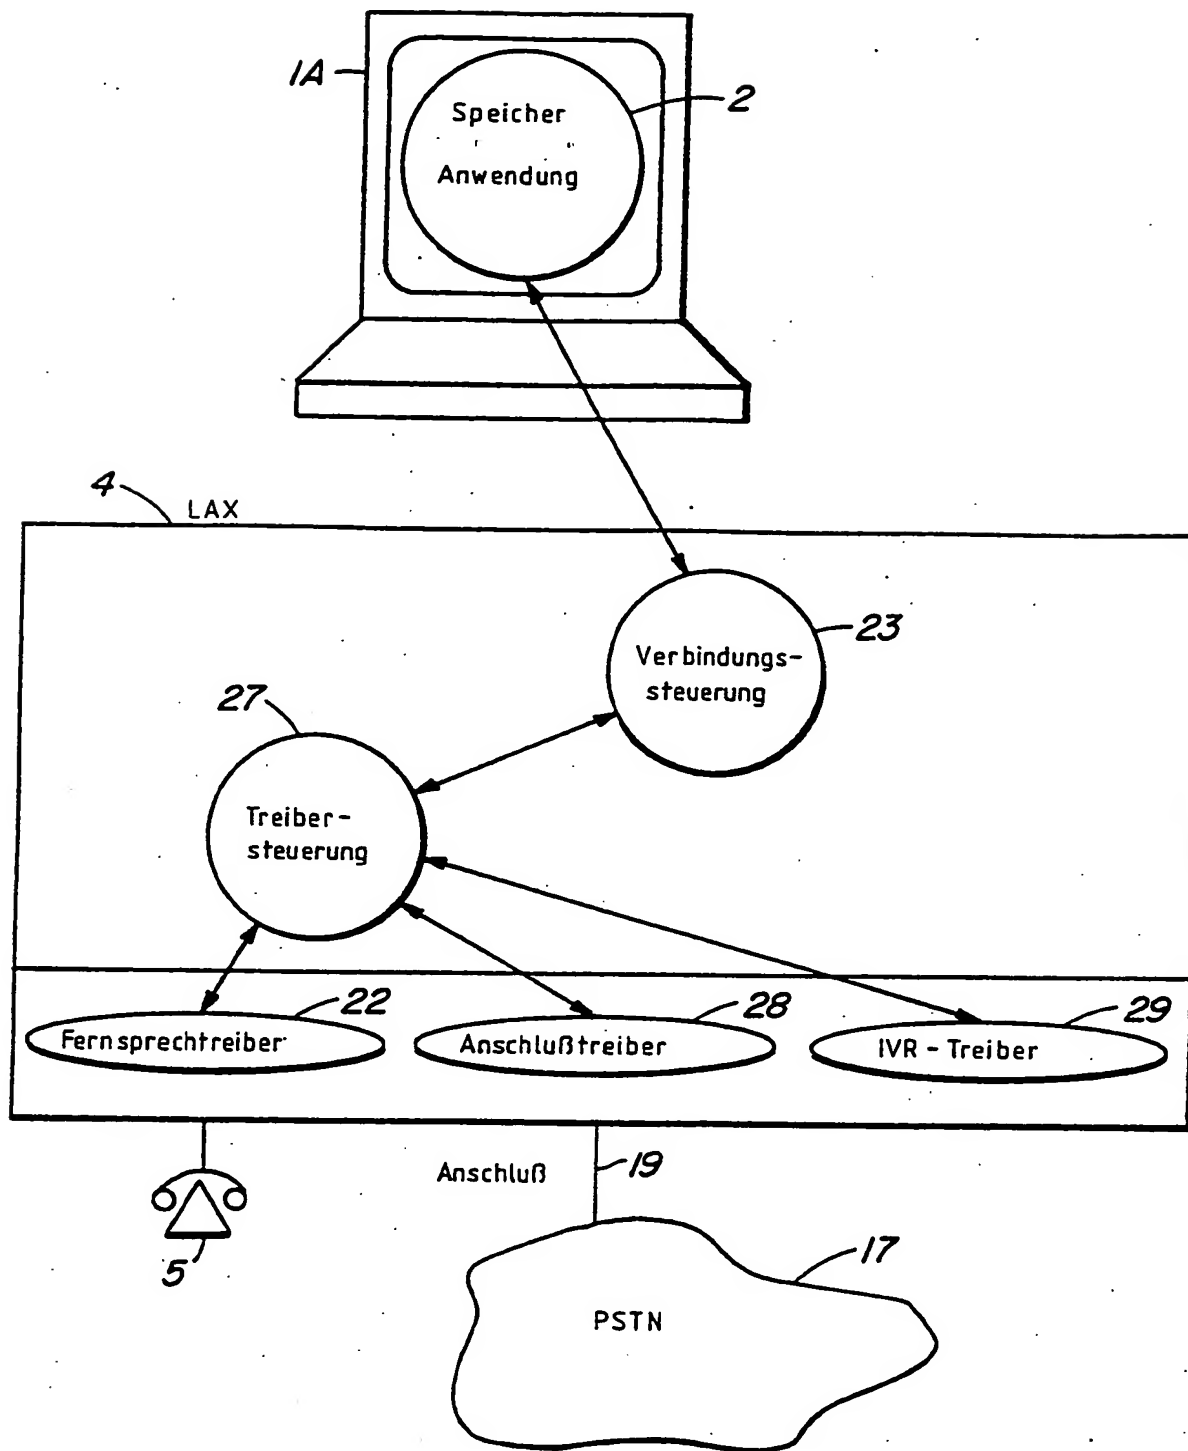 1A
2
Speicher
Anwendung
4
LAX
23
Verbindungs-
steuerung
27
Treiber-
steuerung
22
28
29
Fernsprechtreiber
Anschlußtreiber
IVR-Treiber
Anschluß
19
5
17
PSTN